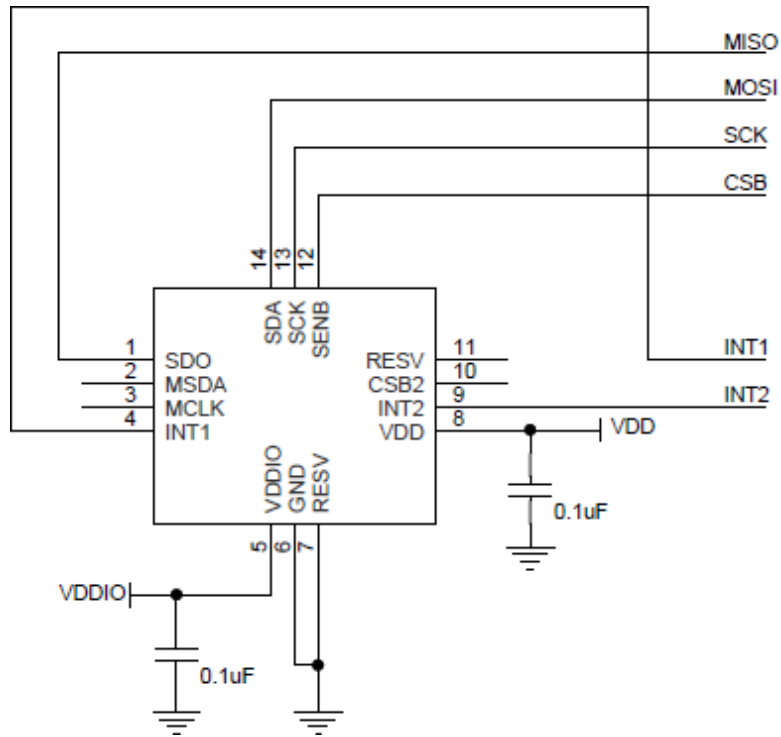 MISO
MOSI
SCK
CSB
14
13
12
SDA
SCK
SENB
1
SDO
RESV
11
INT1
2
MSDA
CSB2
10
3
MCLK
INT2
9
INT2
4
INT1
VDD
8
VDD
VDDIO
GND
RESV
0.1uF
5
6
7
VDDIO
0.1uF